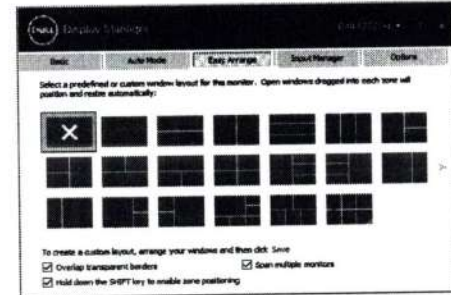 DELL Display Manager
Basic Auto Mode Easy Arrange Input Manager Options
Select a predefined or custom window layout for this monitor. Open windows dragged into each zone will
position and resize automatically:
To create a custom layout, arrange your windows and then click Save
Overlap transparent borders Span multiple monitors
Hold down the SHIFT key to enable zone positioning